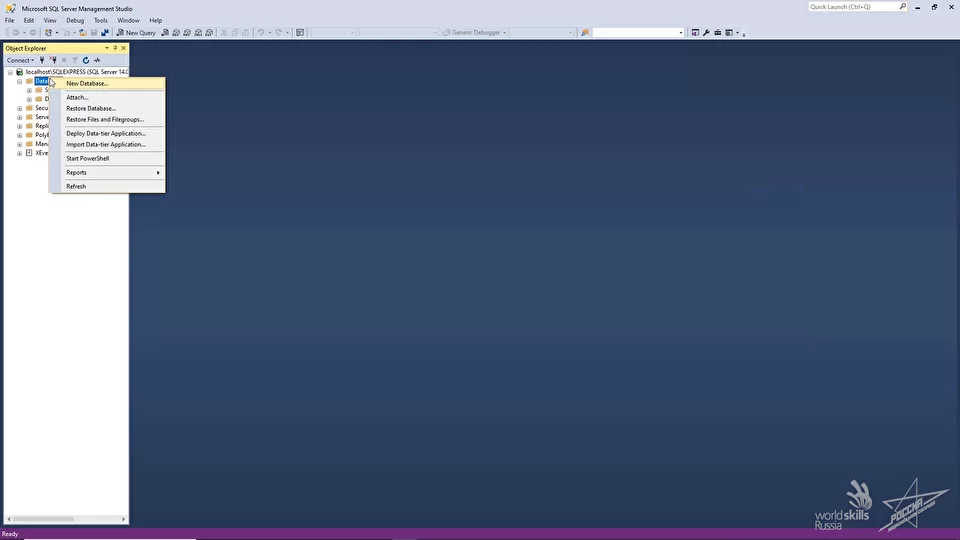 Microsoft SQL Server Management Studio
Quick Launch (Ctrl+Q)
File Edit View Debug Tools Window Help
New Query
Generic Debugger
Object Explorer
Connect
localhost\SQLEXPRESS (SQL Server 14.0
Data
New Database...
Attach...
Restore Database...
Secu
Restore Files and Filegroups...
Serve
Repli
Deploy Data-tier Application...
PolyB
Import Data-tier Application...
Mana
XEve
Start PowerShell
Reports
Refresh
worldskills
Russia
РОССИЯ
Ready